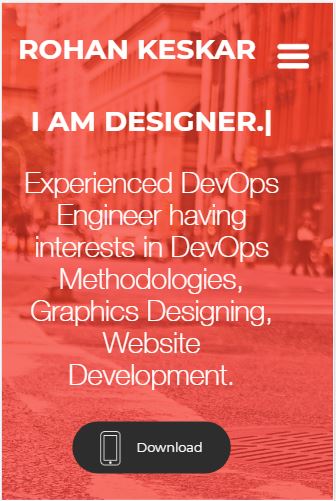 ROHAN KESKAR
I AM DESIGNER.|
Experienced DevOps
Engineer having
interests in DevOps
Methodologies,
Graphics Designing,
Website
Development.
Download